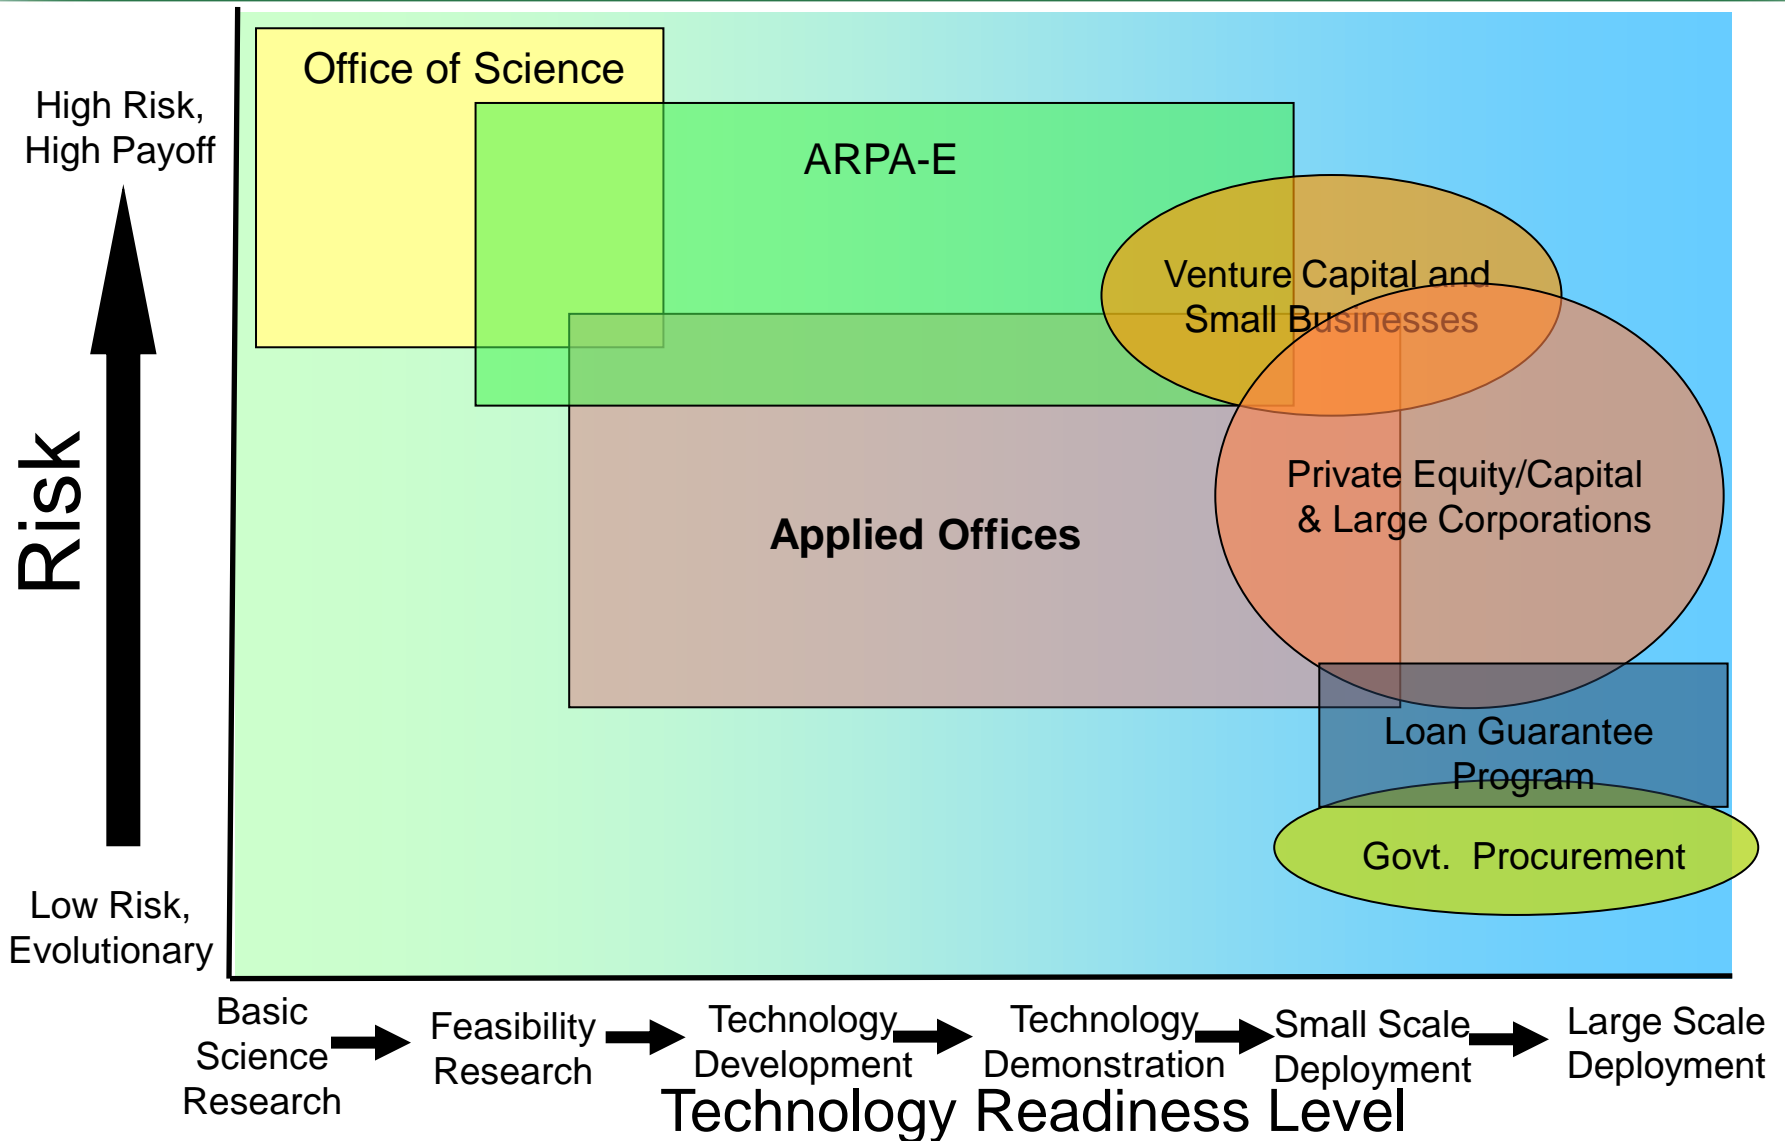 Office of Science
High Risk,
High Payoff
ARPA-E
Venture Capital and
Small Businesses
Risk
Private Equity/Capital
& Large Corporations
Applied Offices
Loan Guarantee
Program
Govt. Procurement
Low Risk,
Evolutionary
Basic
Science
Research
Feasibility
Research
Technology
Development
Technology
Demonstration
Small Scale
Deployment
Large Scale
Deployment
Technology Readiness Level